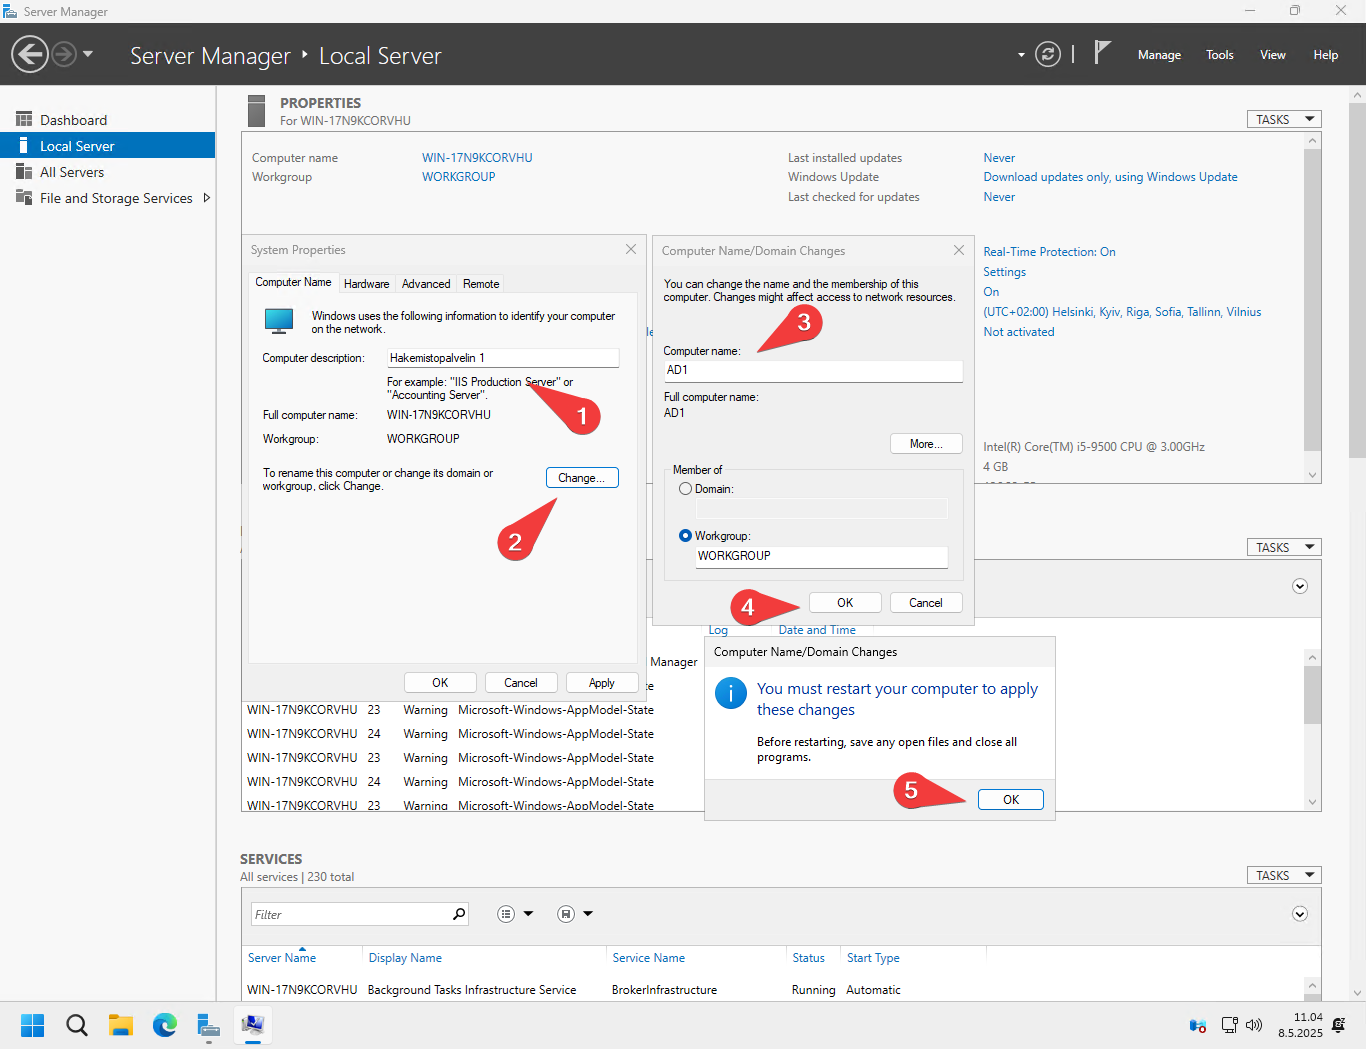 Server Manager
Server Manager ‣ Local Server
Manage Tools View Help
Dashboard
Local Server
All Servers
File and Storage Services
PROPERTIES
For WIN-17N9KCORVHU
TASKS
Computer name WIN-17N9KCORVHU
Workgroup WORKGROUP
Last installed updates Never
Windows Update Download updates only, using Windows Update
Last checked for updates Never
Real-Time Protection: On
Settings
On
(UTC+02:00) Helsinki, Kyiv, Riga, Sofia, Tallinn, Vilnius
Not activated
Intel(R) Core(TM) i5-9500 CPU @ 3.00GHz
4 GB
System Properties
Computer Name Hardware Advanced Remote
Windows uses the following information to identify your computer
on the network.
Computer description: Hakemistopalvelin 1
For example: "IIS Production Server" or
"Accounting Server".
1
Full computer name: WIN-17N9KCORVHU
Workgroup: WORKGROUP
To rename this computer or change its domain or
workgroup, click Change.
Change...
2
OK Cancel Apply
Computer Name/Domain Changes
You can change the name and the membership of this
computer. Changes might affect access to network resources.
3
Computer name:
AD1
Full computer name:
AD1
More...
Member of
Domain:
Workgroup:
WORKGROUP
4
OK Cancel
TASKS
Log Date and Time
Manager
te
Computer Name/Domain Changes
You must restart your computer to apply
these changes
Before restarting, save any open files and close all
programs.
5
OK
WIN-17N9KCORVHU 23 Warning Microsoft-Windows-AppModel-State
WIN-17N9KCORVHU 24 Warning Microsoft-Windows-AppModel-State
WIN-17N9KCORVHU 23 Warning Microsoft-Windows-AppModel-State
WIN-17N9KCORVHU 24 Warning Microsoft-Windows-AppModel-State
WIN-17N9KCORVHU 23 Warning Microsoft-Windows-AppModel-State
SERVICES
All services | 230 total
TASKS
Filter
Server Name Display Name Service Name Status Start Type
WIN-17N9KCORVHU Background Tasks Infrastructure Service BrokerInfrastructure Running Automatic
11.04
8.5.2025